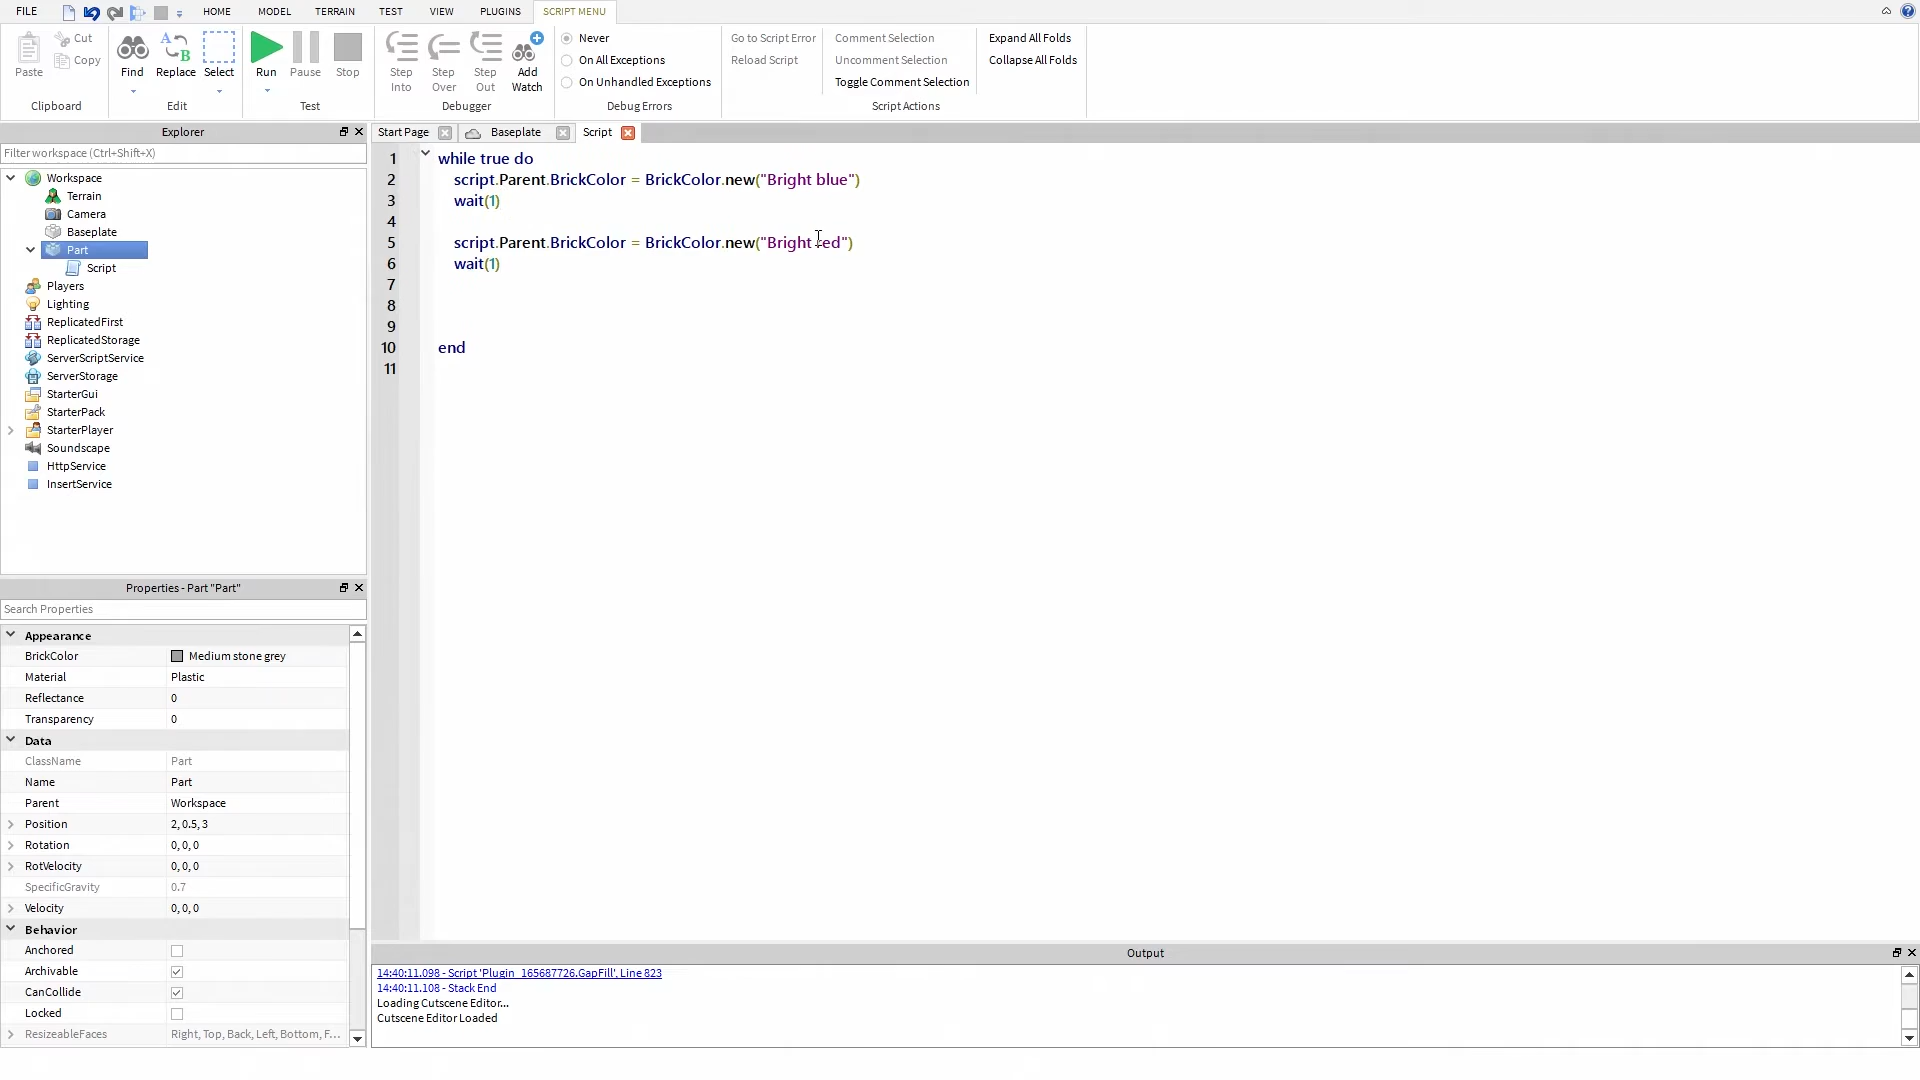 FILE
HOME
MODEL
TERRAIN
TEST
VIEW
PLUGINS
SCRIPT MENU
Paste
Cut
Copy
Clipboard
Find
Replace
Select
Edit
Run
Pause
Stop
Test
Step Into
Step Over
Step Out
Add Watch
Debugger
Never
On All Exceptions
On Unhandled Exceptions
Debug Errors
Go to Script Error
Reload Script
Comment Selection
Uncomment Selection
Toggle Comment Selection
Script Actions
Expand All Folds
Collapse All Folds
Explorer
Filter workspace (Ctrl+Shift+X)
Workspace
Terrain
Camera
Baseplate
Part
Script
Players
Lighting
ReplicatedFirst
ReplicatedStorage
ServerScriptService
ServerStorage
StarterGui
StarterPack
StarterPlayer
Soundscape
HttpService
InsertService
Properties - Part "Part"
Search Properties
Appearance
BrickColor Medium stone grey
Material Plastic
Reflectance 0
Transparency 0
Data
ClassName Part
Name Part
Parent Workspace
Position 2, 0.5, 3
Rotation 0, 0, 0
RotVelocity 0, 0, 0
SpecificGravity 0.7
Velocity 0, 0, 0
Behavior
Anchored
Archivable
CanCollide
Locked
ResizeableFaces Right, Top, Back, Left, Bottom, F...
Start Page
Baseplate
Script
1 while true do
2 script.Parent.BrickColor = BrickColor.new("Bright blue")
3 wait(1)
4
5 script.Parent.BrickColor = BrickColor.new("Bright red")
6 wait(1)
7
8
9
10 end
11
Output
14:40:11.098 - Script 'Plugin_165687726.GapFill', Line 823
14:40:11.108 - Stack End
Loading Cutscene Editor...
Cutscene Editor Loaded